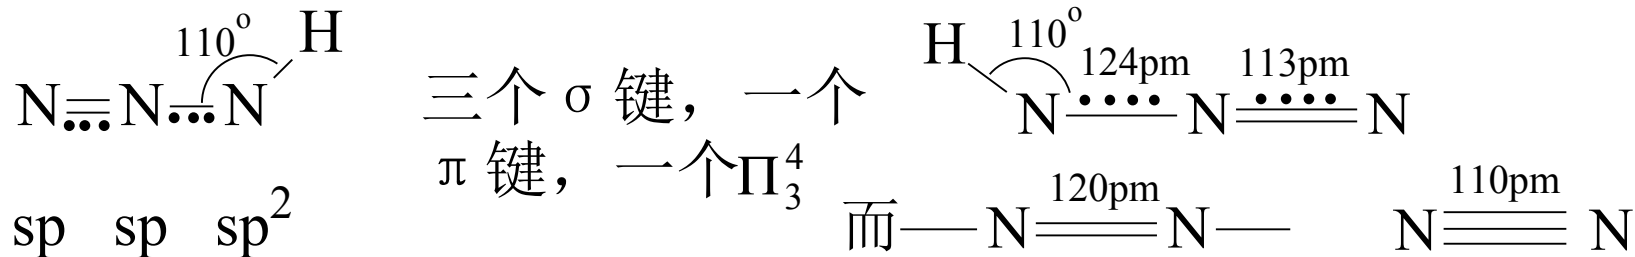 110° H
N N N
sp sp sp²
三个 σ 键，一个
π 键，一个Π₃⁴
H 110° 124pm 113pm
N N N
而 N 120pm N 110pm N N